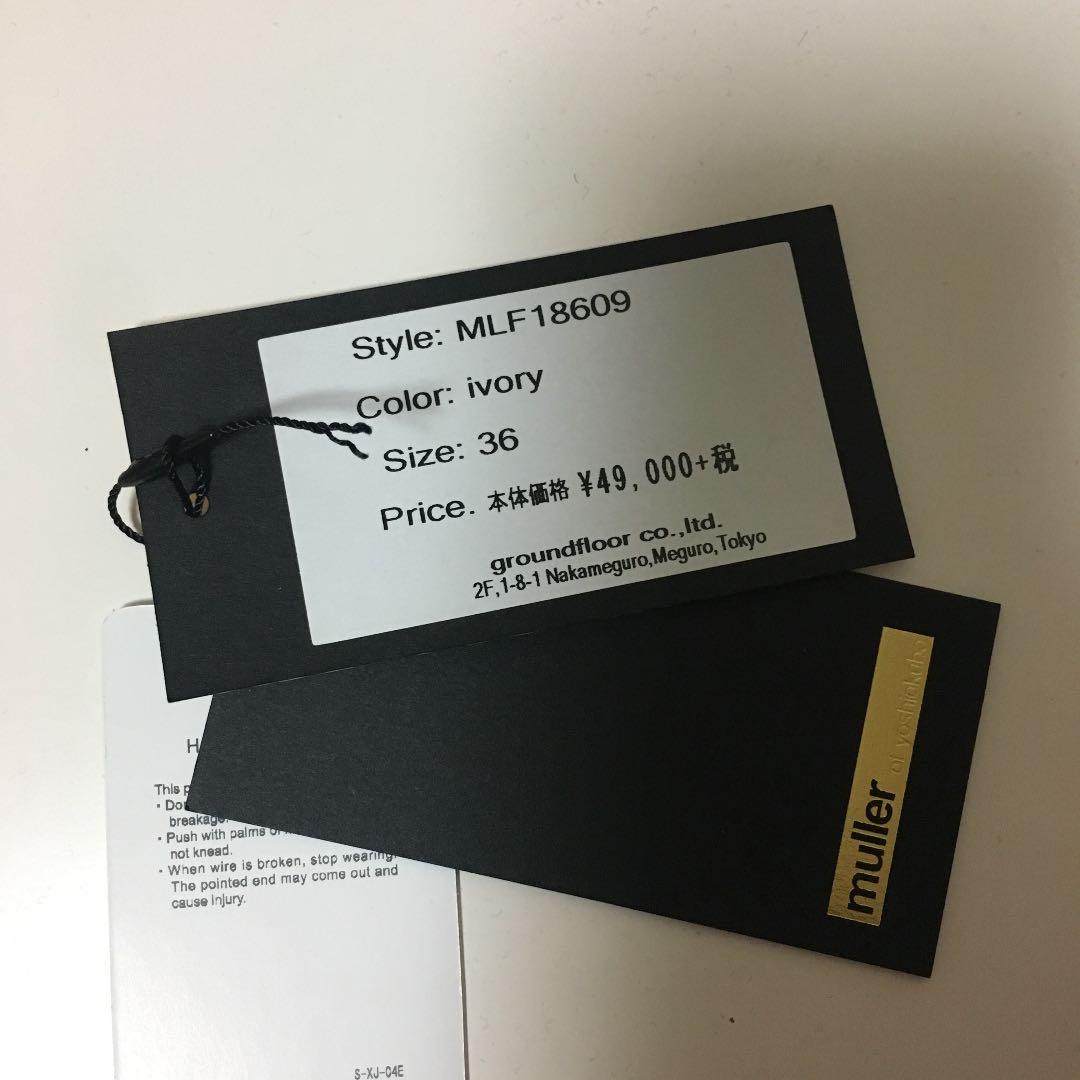 Style: MLF18609
Color: ivory
Size: 36
Price. 本体価格 ¥49,000+税
groundfloor co.,ltd.
2F,1-8-1 Nakameguro,Meguro,Tokyo
muller of yoshiokubo
H
This p
・Do
breakage.
・Push with palms
not knead.
・When wire is broken, stop wearing.
The pointed end may come out and
cause injury.
S-XJ-04E